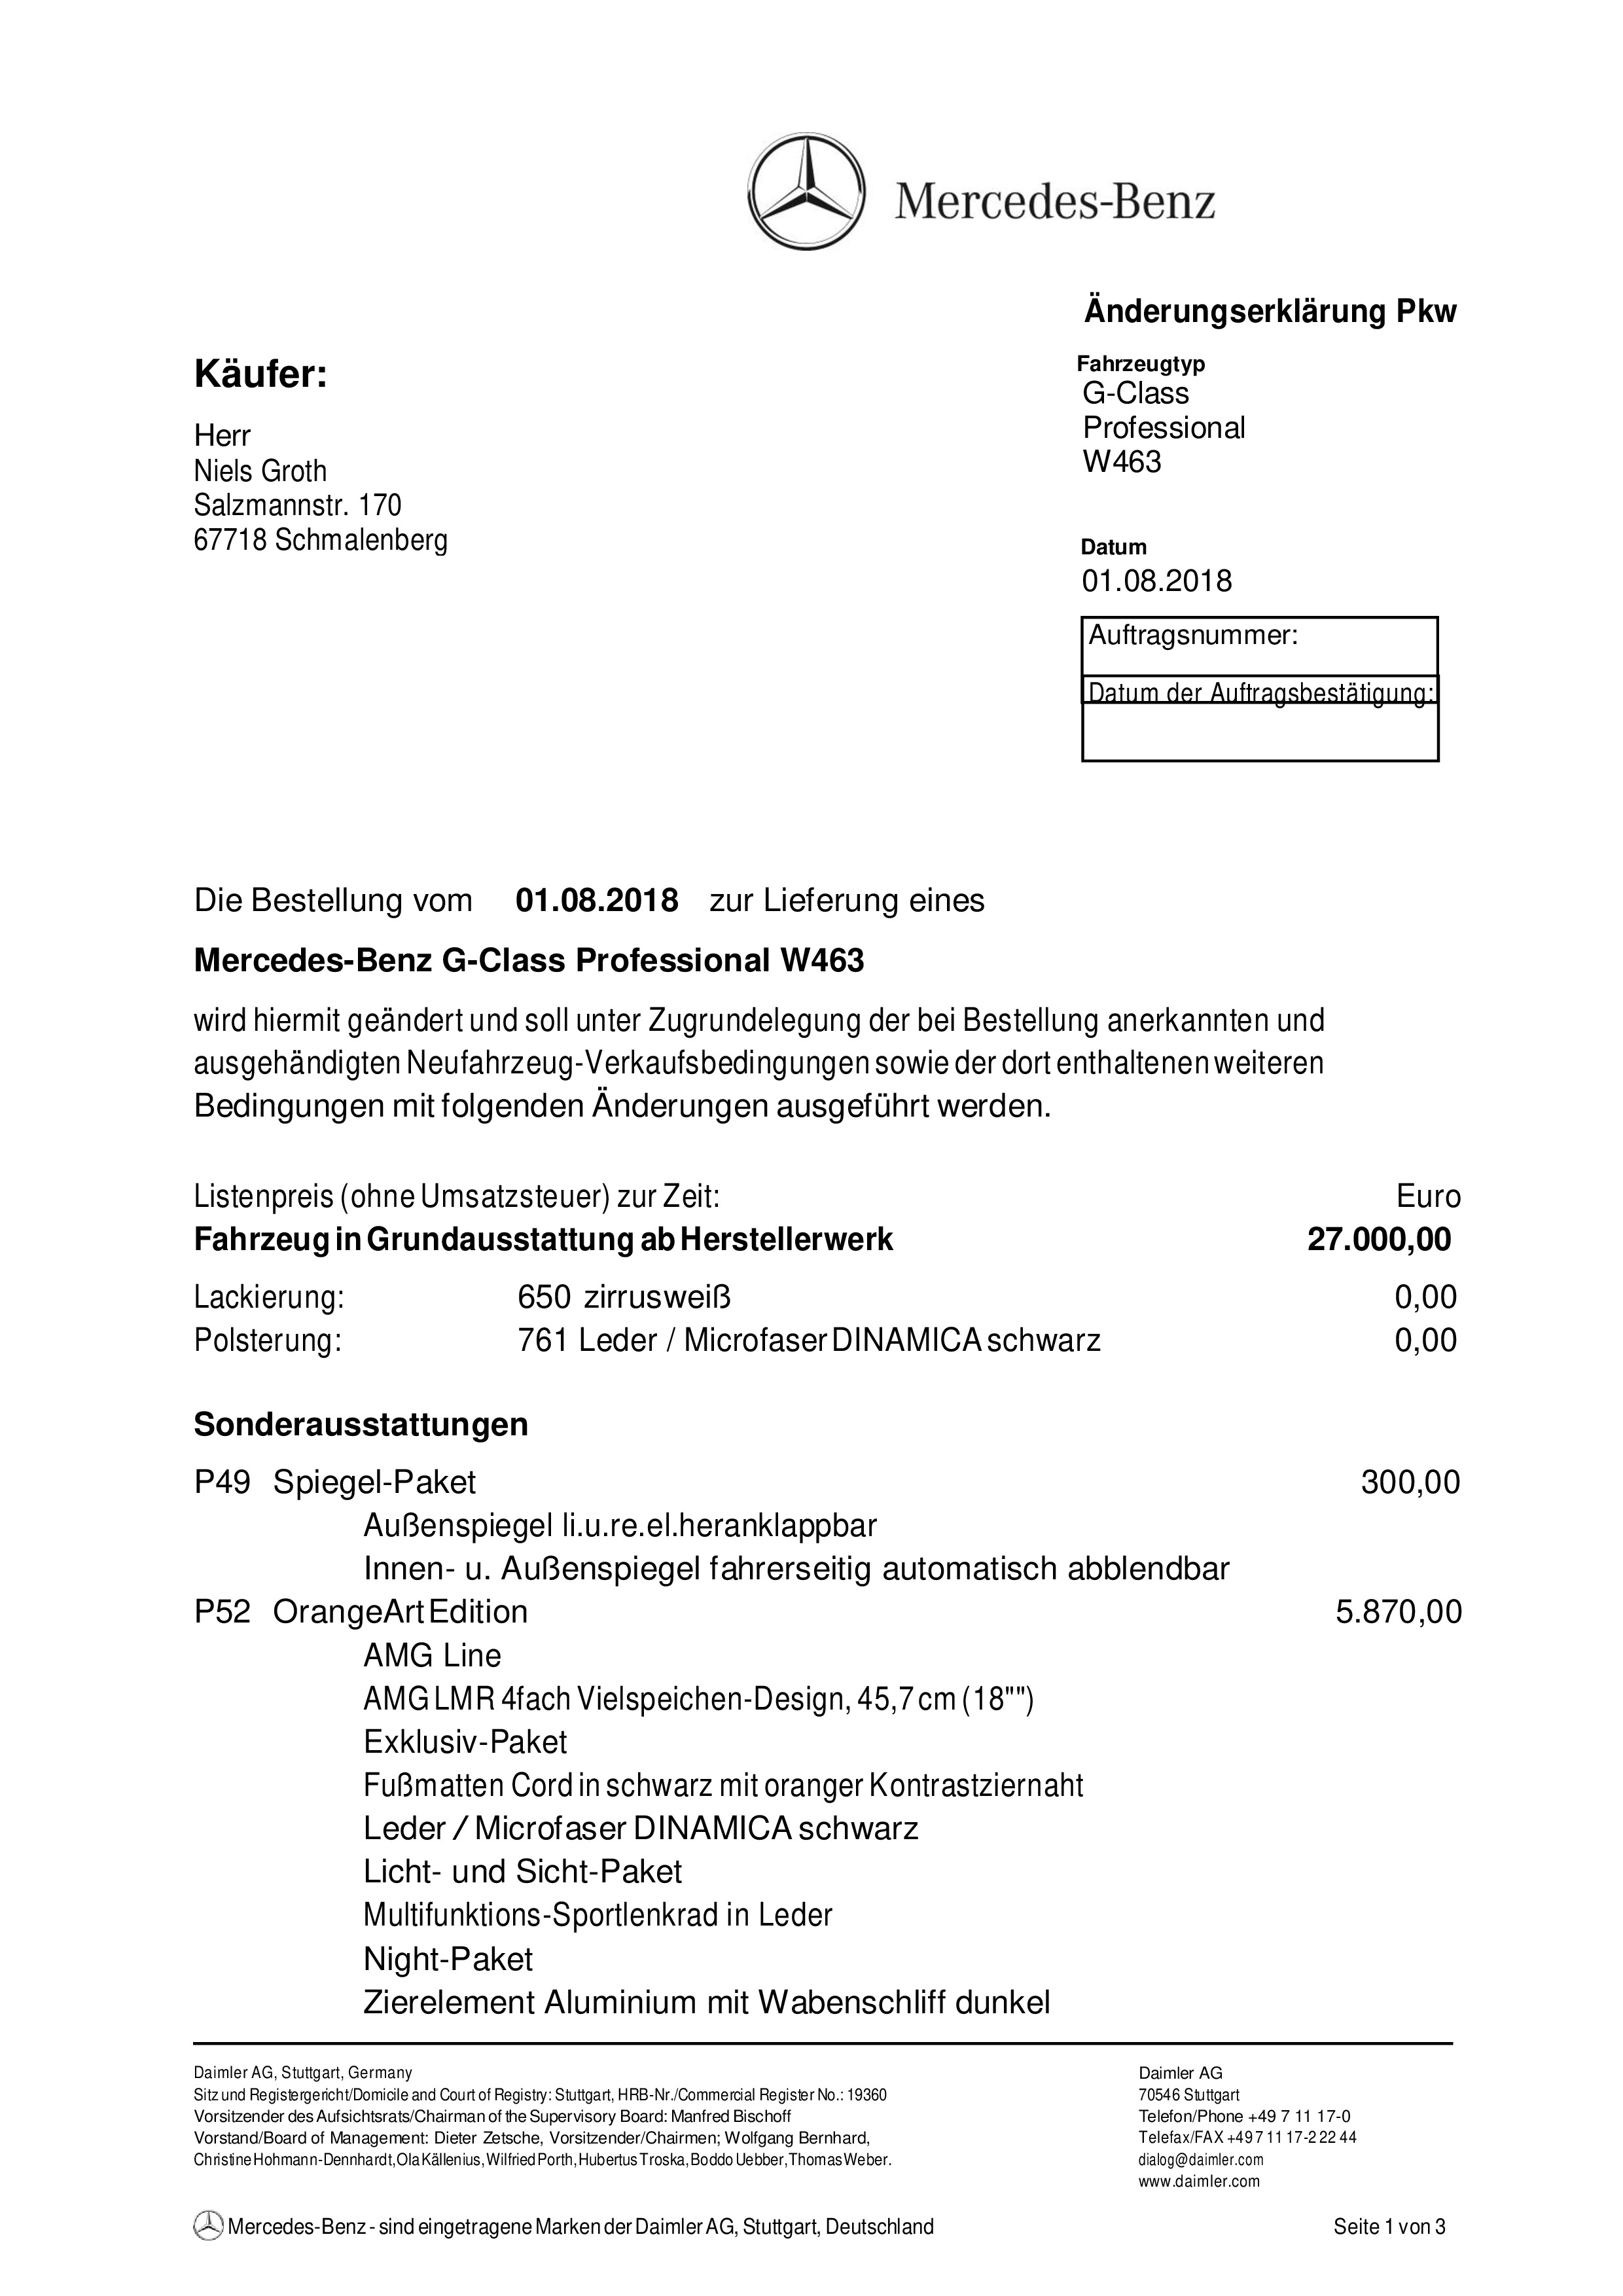 Mercedes-Benz
Änderungserklärung Pkw
Käufer:
Herr
Niels Groth
Salzmannstr. 170
67718 Schmalenberg
Fahrzeugtyp
G-Class
Professional
W463
Datum
01.08.2018
Auftragsnummer:
Datum der Auftragsbestätigung:
Die Bestellung vom 01.08.2018 zur Lieferung eines
Mercedes-Benz G-Class Professional W463
wird hiermit geändert und soll unter Zugrundelegung der bei Bestellung anerkannten und
ausgehändigten Neufahrzeug-Verkaufsbedingungen sowie der dort enthaltenen weiteren
Bedingungen mit folgenden Änderungen ausgeführt werden.
Listenpreis (ohne Umsatzsteuer) zur Zeit: Euro
Fahrzeug in Grundausstattung ab Herstellerwerk 27.000,00
Lackierung: 650 zirrusweiß 0,00
Polsterung: 761 Leder / Microfaser DINAMICA schwarz 0,00
Sonderausstattungen
P49 Spiegel-Paket 300,00
Außenspiegel li.u.re.el.heranklappbar
Innen- u. Außenspiegel fahrerseitig automatisch abblendbar
P52 OrangeArt Edition 5.870,00
AMG Line
AMG LMR 4fach Vielspeichen-Design, 45,7 cm (18"")
Exklusiv-Paket
Fußmatten Cord in schwarz mit oranger Kontrastziernaht
Leder / Microfaser DINAMICA schwarz
Licht- und Sicht-Paket
Multifunktions-Sportlenkrad in Leder
Night-Paket
Zierelement Aluminium mit Wabenschliff dunkel
Daimler AG, Stuttgart, Germany
Sitz und Registergericht/Domicile and Court of Registry: Stuttgart, HRB-Nr./Commercial Register No.: 19360
Vorsitzender des Aufsichtsrats/Chairman of the Supervisory Board: Manfred Bischoff
Vorstand/Board of Management: Dieter Zetsche, Vorsitzender/Chairmen; Wolfgang Bernhard,
Christine Hohmann-Dennhardt, Ola Källenius, Wilfried Porth, Hubertus Troska, Boddo Uebber, Thomas Weber.
Daimler AG
70546 Stuttgart
Telefon/Phone +49 7 11 17-0
Telefax/FAX +49 7 11 17-2 22 44
dialog@daimler.com
www.daimler.com
Mercedes-Benz - sind eingetragene Marken der Daimler AG, Stuttgart, Deutschland
Seite 1 von 3